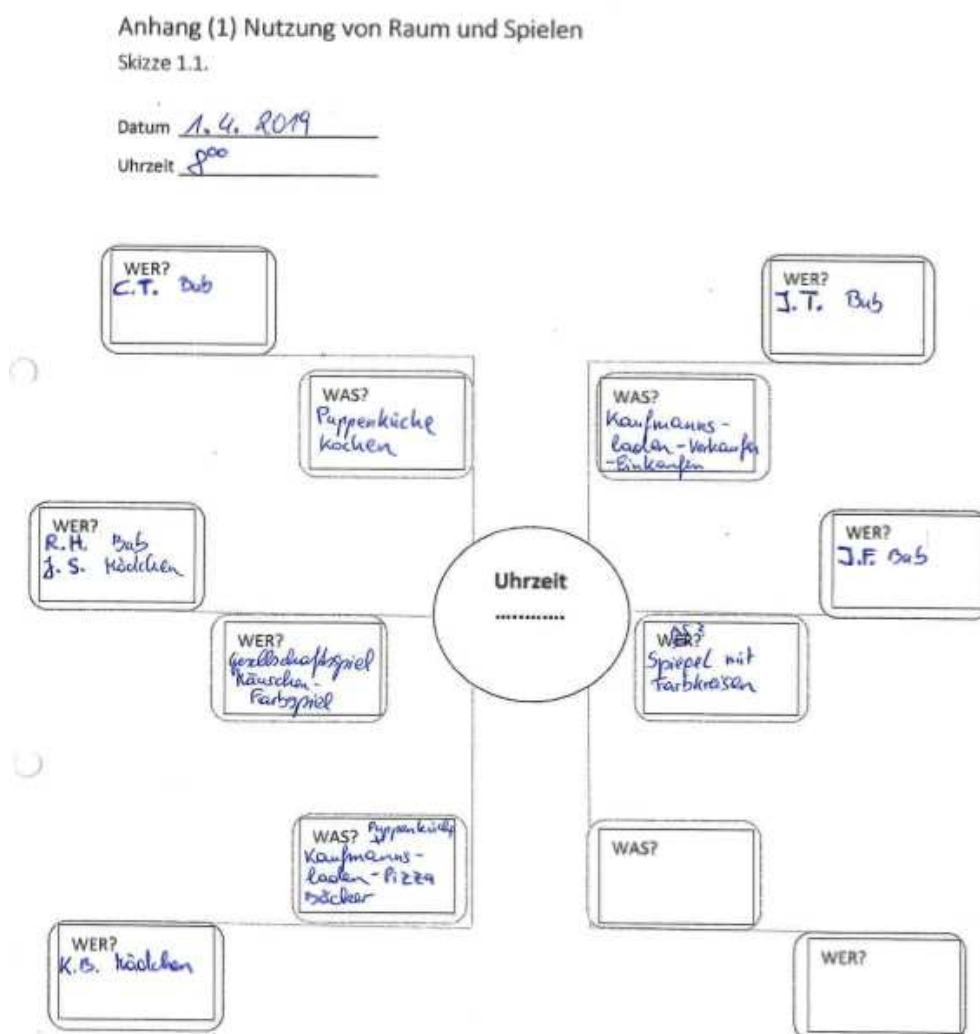 Anhang (1) Nutzung von Raum und Spielen
Skizze 1.1.
Datum 1. 4. 2019
Uhrzeit 8⁰⁰
WER?
C.T. Bub
WAS?
Puppenküche
Kochen
WER?
R.H. Bub
J. S. Mädchen
WER?
Gesellschaftsspiel
Mäuschen-
Farbspiel
WAS? Puppenküche
Kaufmanns-
laden-Pizza
Bäcker
WER?
K.B. Mädchen
Uhrzeit
............
WER?
J.T. Bub
WAS?
Kaufmanns-
laden-Verkaufen
-Einkaufen
WER?
J.F. Bub
WER?
Spiegel mit
Farbkreisen
WAS?
WER?